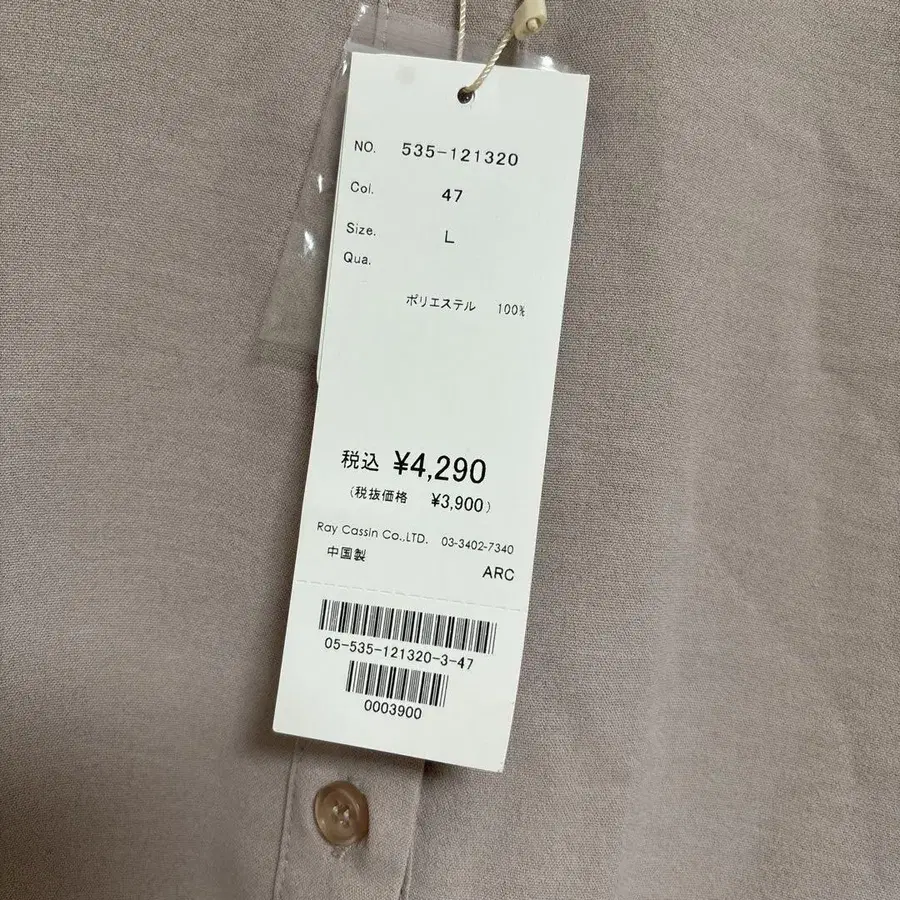 NO. 535-121320
Col. 47
Size. L
Qua.
ポリエステル 100%
税込 ¥4,290
(税抜価格 ¥3,900)
Ray Cassin Co.,LTD. 03-3402-7340
中国製
ARC
05-535-121320-3-47
0003900